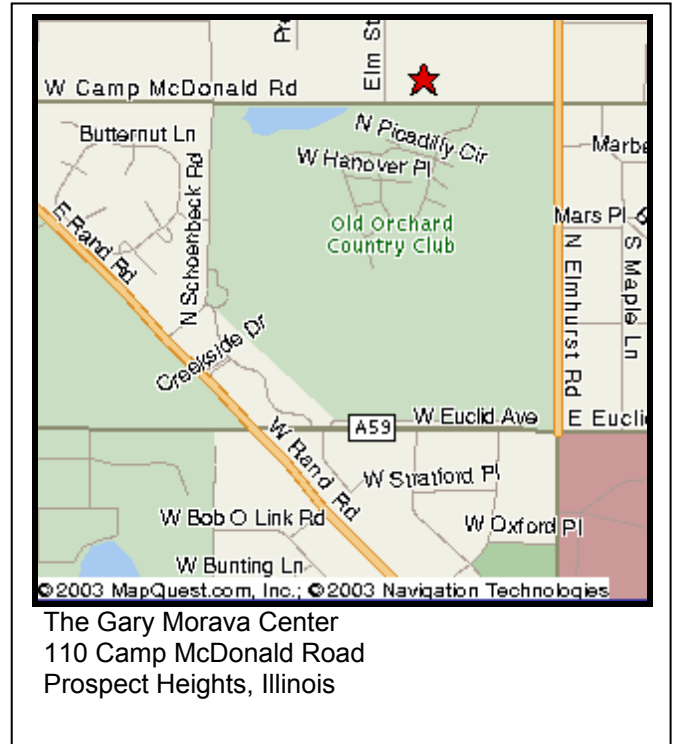 Elm St
W Camp McDonald Rd
Butternut Ln
N Picadilly Cir
W Hanover Pl
Marbe
E Rand Rd
N Schoenbeck Rd
Old Orchard
Country Club
Mars Pl
N Elmhurst Rd
S Maple Ln
Creekside Dr
A59
W Euclid Ave
E Eucli
W Rand Rd
W Stratford Pl
W Bob O Link Rd
W Oxford Pl
W Bunting Ln
©2003 MapQuest.com, Inc.; ©2003 Navigation Technologies
The Gary Morava Center
110 Camp McDonald Road
Prospect Heights, Illinois